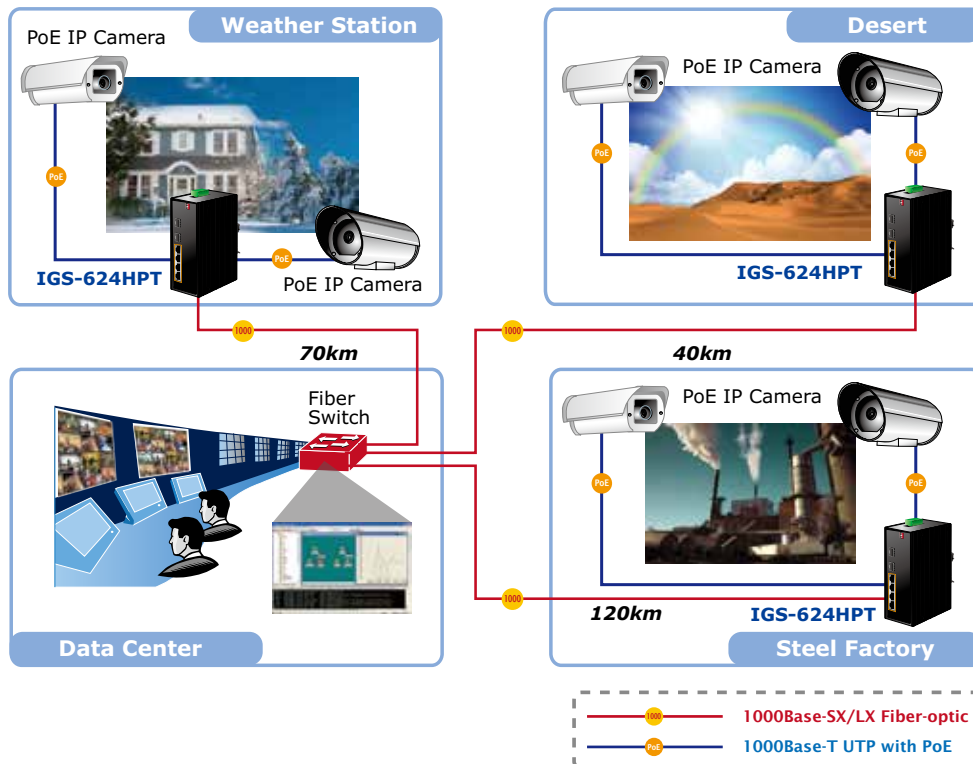 Weather Station
PoE IP Camera
PoE
PoE
IGS-624HPT
PoE IP Camera
Desert
PoE IP Camera
PoE
PoE
IGS-624HPT
1000
70km
1000
40km
Data Center
Fiber
Switch
PoE IP Camera
PoE
PoE
1000
120km
IGS-624HPT
Steel Factory
1000
1000Base-SX/LX Fiber-optic
PoE
1000Base-T UTP with PoE